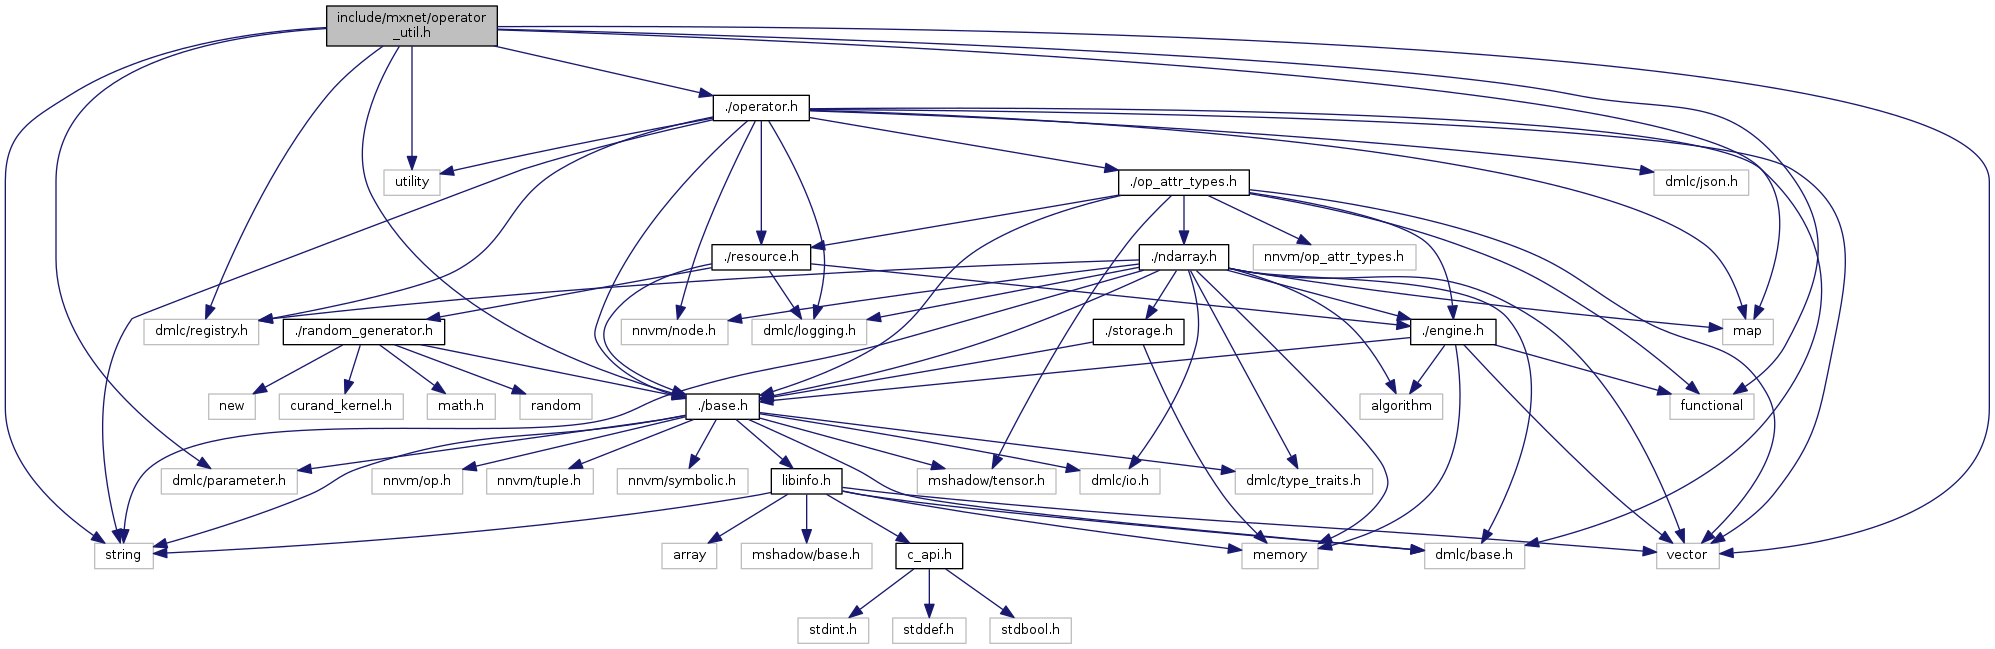 include/mxnet/operator
_util.h
./operator.h
utility
./op_attr_types.h
dmlc/json.h
./resource.h
./ndarray.h
nnvm/op_attr_types.h
dmlc/registry.h
./random_generator.h
nnvm/node.h
dmlc/logging.h
./storage.h
./engine.h
map
new
curand_kernel.h
math.h
random
./base.h
algorithm
functional
dmlc/parameter.h
nnvm/op.h
nnvm/tuple.h
nnvm/symbolic.h
libinfo.h
mshadow/tensor.h
dmlc/io.h
dmlc/type_traits.h
string
array
mshadow/base.h
c_api.h
memory
dmlc/base.h
vector
stdint.h
stddef.h
stdbool.h